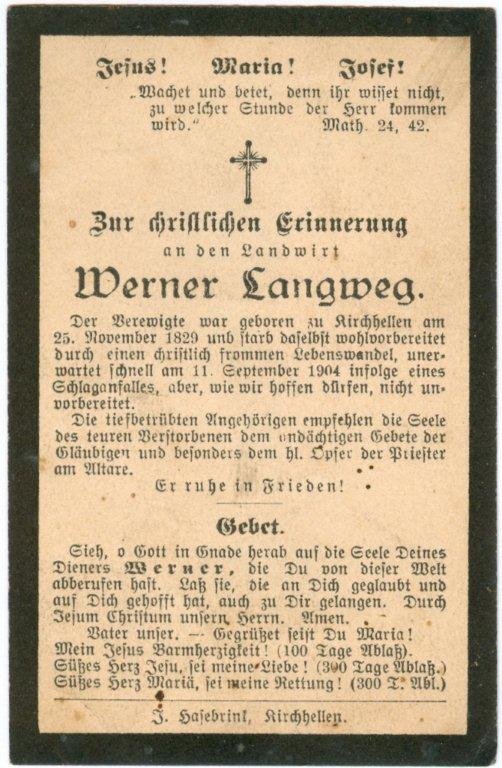 Jesus! Maria! Josef!
„Wachet und betet, denn ihr wisset nicht,
zu welcher Stunde der Herr kommen
wird.“ Math. 24, 42.
Zur christlichen Erinnerung
an den Landwirt
Werner Langweg.
Der Verewigte war geboren zu Kirchhellen am
25. November 1829 und starb daselbst wohlvorbereitet
durch einen christlich frommen Lebenswandel, uner-
wartet schnell am 11. September 1904 infolge eines
Schlaganfalles, aber, wie wir hoffen dürfen, nicht un-
vorbereitet.
Die tiefbetrübten Angehörigen empfehlen die Seele
des teuren Verstorbenen dem andächtigen Gebete der
Gläubigen und besonders dem hl. Opfer der Priester
am Altare.
Er ruhe in Frieden!
Gebet.
Sieh, o Gott in Gnade herab auf die Seele Deines
Dieners Werner, die Du von dieser Welt
abberufen hast. Laß sie, die an Dich geglaubt und
auf Dich gehofft hat, auch zu Dir gelangen. Durch
Jesum Christum unsern Herrn. Amen.
Vater unser. — Gegrüßet seist Du Maria!
Mein Jesus Barmherzigkeit! (100 Tage Ablaß).
Süßes Herz Jesu, sei meine Liebe! (300 Tage Ablaß.)
Süßes Herz Mariä, sei meine Rettung! (300 T. Abl.)
J. Hasebrink, Kirchhellen.